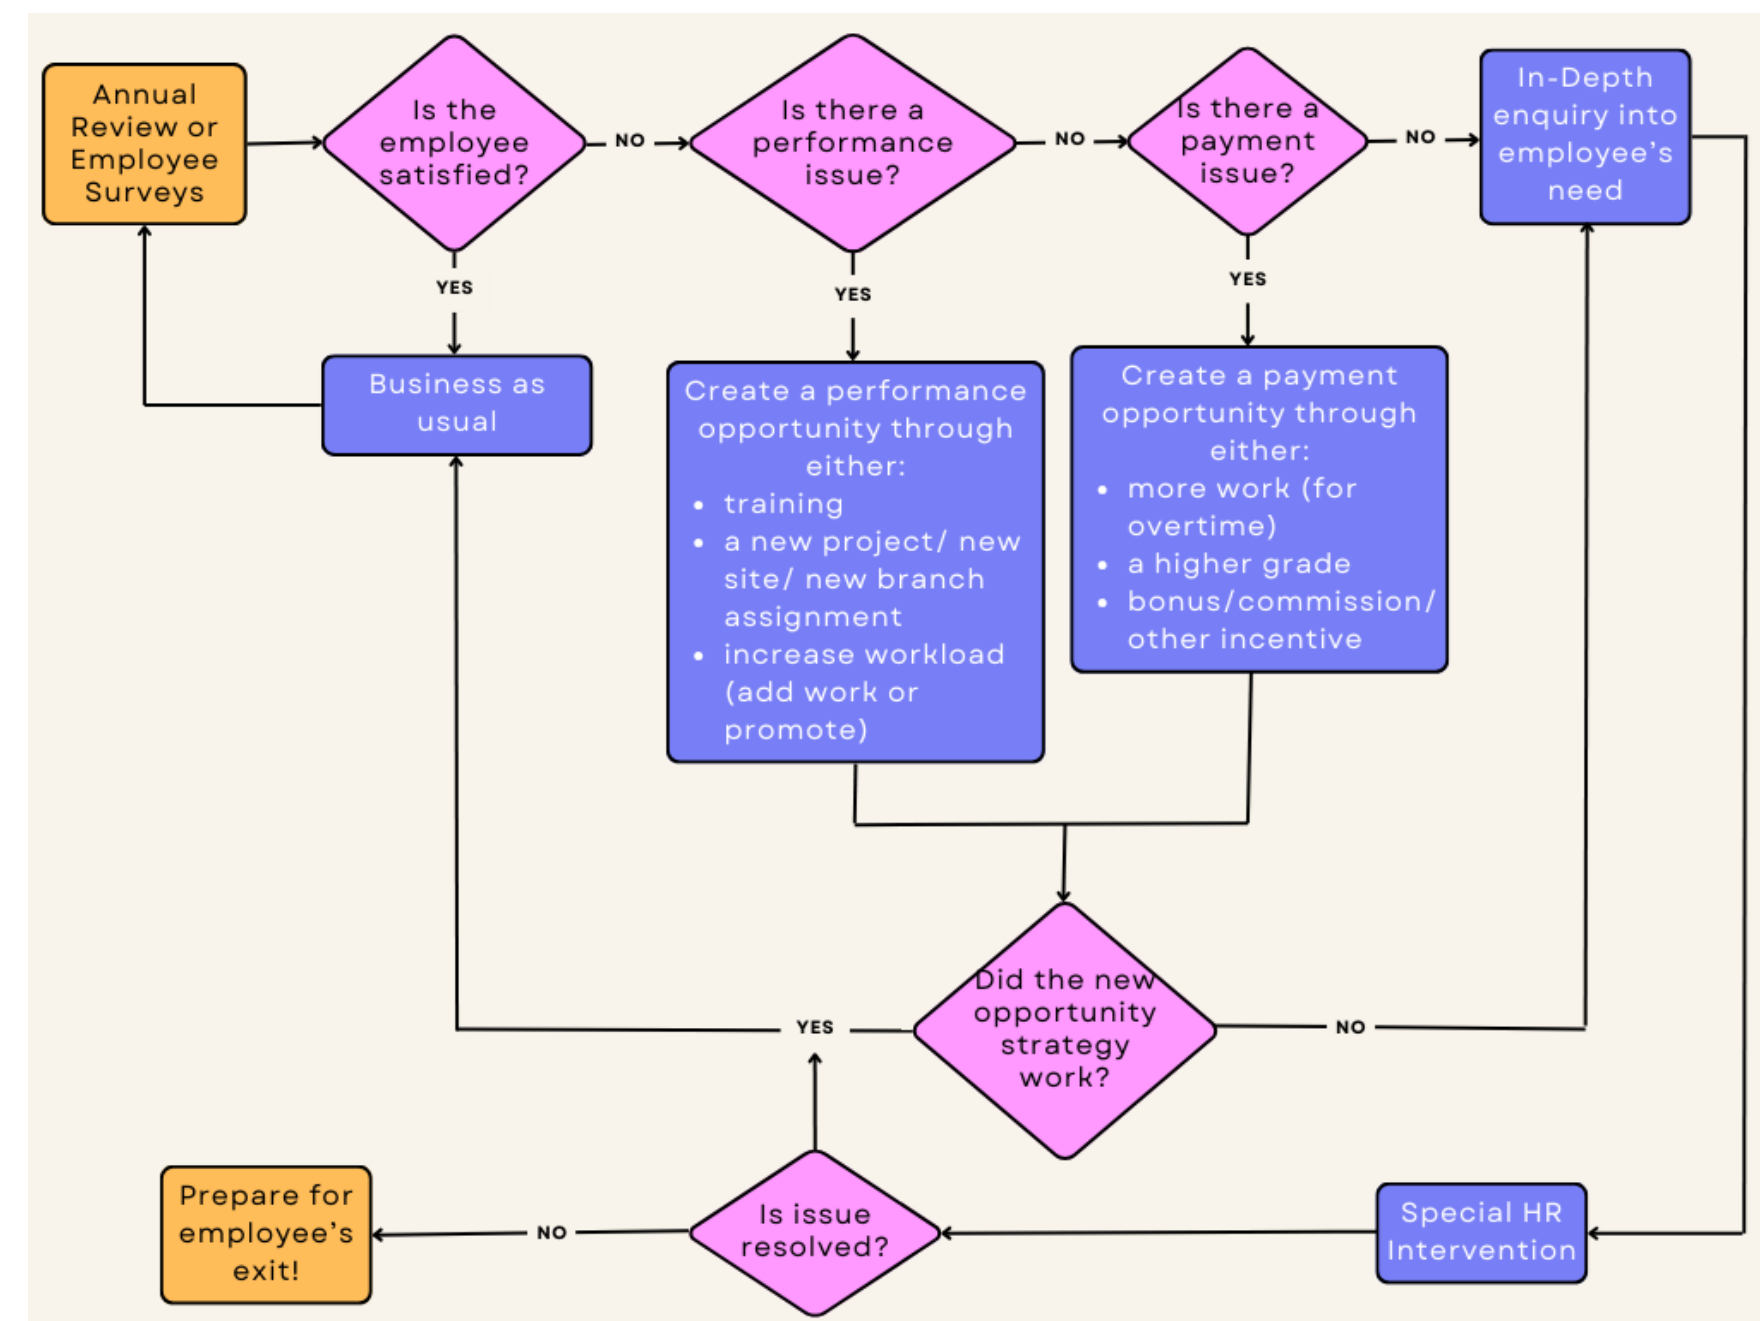 Annual
Review or
Employee
Surveys
Is the
employee
satisfied?
NO
Is there a
performance
issue?
NO
Is there a
payment
issue?
NO
In-Depth
enquiry into
employee's
need
YES
YES
YES
Business as
usual
Create a performance
opportunity through
either:
• training
• a new project/ new
site/ new branch
assignment
• increase workload
(add work or
promote)
Create a payment
opportunity through
either:
• more work (for
overtime)
• a higher grade
• bonus/commission/
other incentive
Did the new
opportunity
strategy
work?
YES
NO
Prepare for
employee's
exit!
NO
Is issue
resolved?
Special HR
Intervention